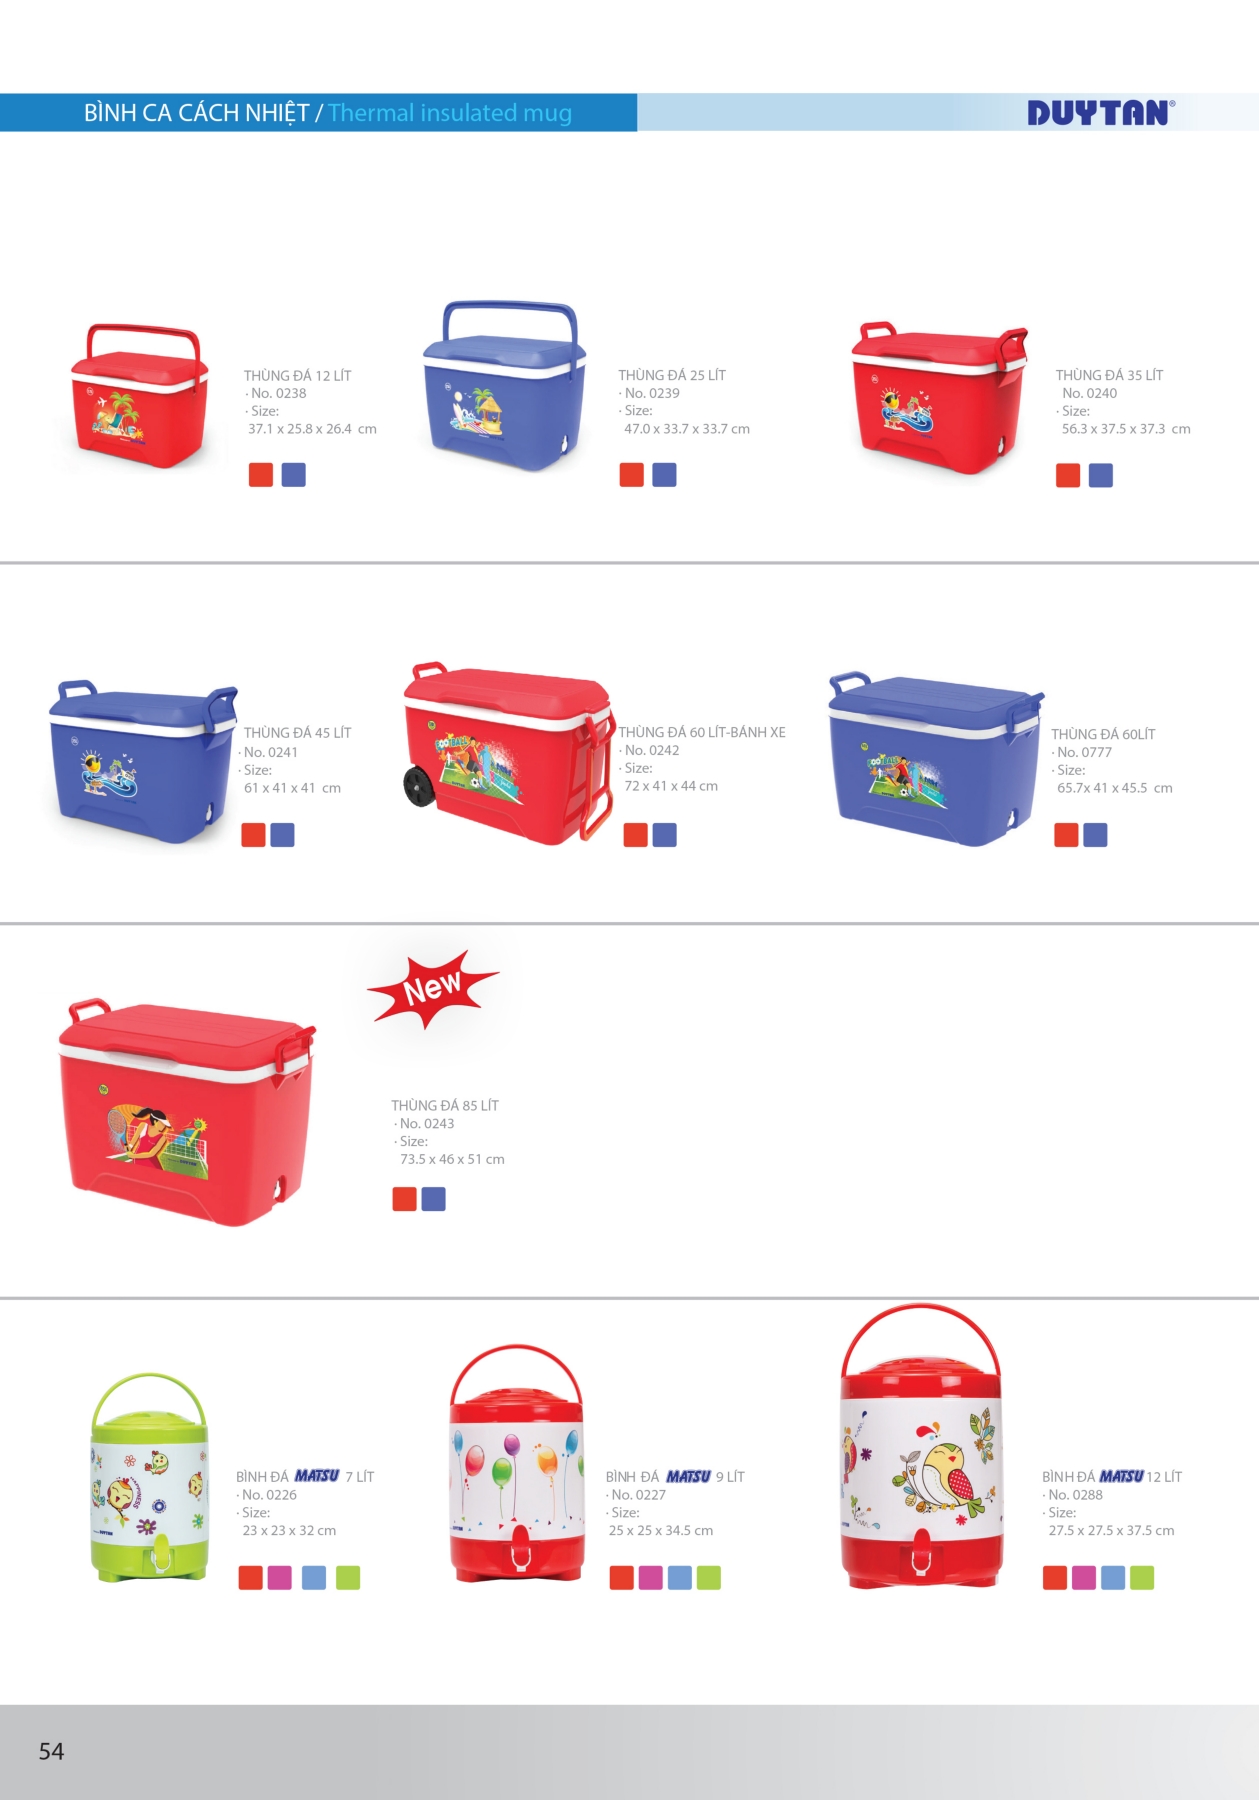 BÌNH CA CÁCH NHIỆT / Thermal insulated mug
DUYTAN®
THÙNG ĐÁ 12 LÍT
· No. 0238
· Size:
37.1 x 25.8 x 26.4 cm
THÙNG ĐÁ 25 LÍT
· No. 0239
· Size:
47.0 x 33.7 x 33.7 cm
THÙNG ĐÁ 35 LÍT
No. 0240
· Size:
56.3 x 37.5 x 37.3 cm
THÙNG ĐÁ 45 LÍT
· No. 0241
· Size:
61 x 41 x 41 cm
FOOTBALL
THÙNG ĐÁ 60 LÍT-BÁNH XE
· No. 0242
· Size:
72 x 41 x 44 cm
FOOTBALL
THÙNG ĐÁ 60LÍT
· No. 0777
· Size:
65.7x 41 x 45.5 cm
New
DUYTAN
THÙNG ĐÁ 85 LÍT
· No. 0243
· Size:
73.5 x 46 x 51 cm
HAPPINESS
DUYTAN
BÌNH ĐÁ MATSU 7 LÍT
· No. 0226
· Size:
23 x 23 x 32 cm
DUYTAN
BÌNH ĐÁ MATSU 9 LÍT
· No. 0227
· Size:
25 x 25 x 34.5 cm
BÌNH ĐÁ MATSU 12 LÍT
· No. 0288
· Size:
27.5 x 27.5 x 37.5 cm
54